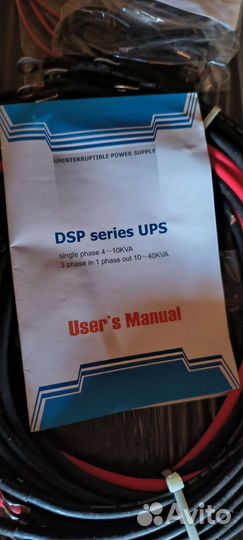 UNINTERRUPTIBLE POWER SUPPLY
DSP series UPS
single phase 4~10KVA
3 phase in 1 phase out 10~40KVA
User's Manual
Avito